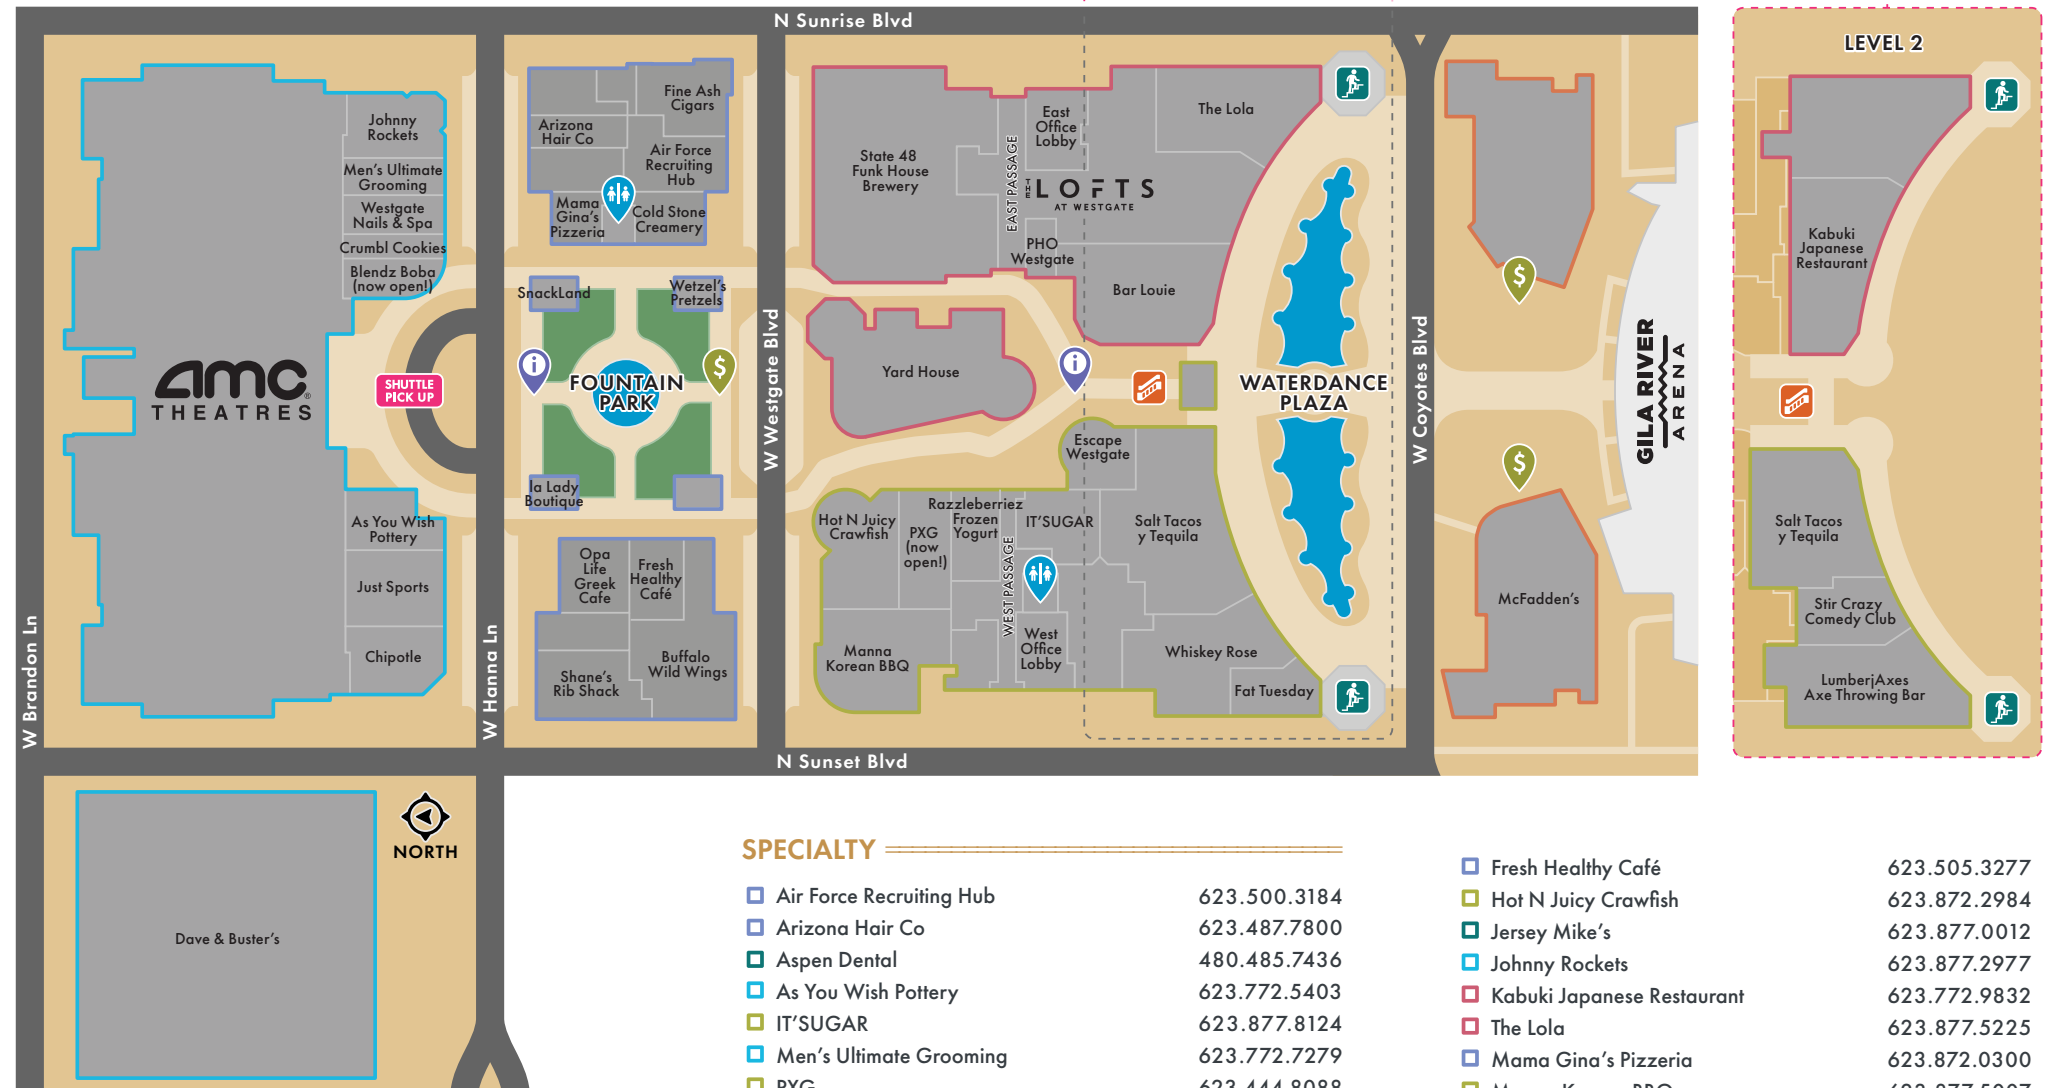 N Sunrise Blvd
LEVEL 2
Johnny
Rockets
Men's Ultimate
Grooming
Westgate
Nails & Spa
Crumbl Cookies
Blendz Boba
(now open!)
amc
THEATRES
SHUTTLE
PICK UP
As You Wish
Pottery
Just Sports
Chipotle
W Brandon Ln
W Hanna Ln
Fine Ash
Cigars
Arizona
Hair Co
Air Force
Recruiting
Hub
Mama
Gina's
Pizzeria
Cold Stone
Creamery
SnackLand
Wetzel's
Pretzels
i
$
FOUNTAIN
PARK
la Lady
Boutique
Opa
Life
Greek
Cafe
Fresh
Healthy
Café
Shane's
Rib Shack
Buffalo
Wild Wings
W Westgate Blvd
State 48
Funk House
Brewery
EAST PASSAGE
East
Office
Lobby
The Lola
THE LOFTS
AT WESTGATE
PHO
Westgate
Bar Louie
Yard House
i
WATERDANCE
PLAZA
Escape
Westgate
Hot N Juicy
Crawfish
PXG
(now
open!)
Razzleberriez
Frozen
Yogurt
WEST PASSAGE
IT'SUGAR
Salt Tacos
y Tequila
Manna
Korean BBQ
West
Office
Lobby
Whiskey Rose
Fat Tuesday
W Coyotes Blvd
$
$
GILA RIVER
ARENA
McFadden's
Kabuki
Japanese
Restaurant
Salt Tacos
y Tequila
Stir Crazy
Comedy Club
LumberjAxes
Axe Throwing Bar
N Sunset Blvd
Dave & Buster's
NORTH
SPECIALTY
Air Force Recruiting Hub 623.500.3184
Arizona Hair Co 623.487.7800
Aspen Dental 480.485.7436
As You Wish Pottery 623.772.5403
IT'SUGAR 623.877.8124
Men's Ultimate Grooming 623.772.7279
PXG 623.444.8088
Fresh Healthy Café 623.505.3277
Hot N Juicy Crawfish 623.872.2984
Jersey Mike's 623.877.0012
Johnny Rockets 623.877.2977
Kabuki Japanese Restaurant 623.772.9832
The Lola 623.877.5225
Mama Gina's Pizzeria 623.872.0300
Manna Korean BBQ